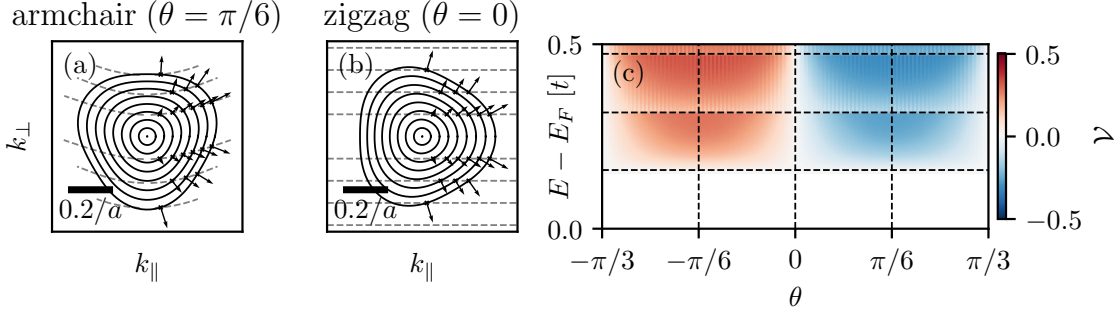 armchair (θ = π/6)
zigzag (θ = 0)
(a)
(b)
(c)
k⊥
0.2/a
0.2/a
k∥
k∥
E − E_F [t]
0.5
0.0
−π/3
−π/6
0
π/6
π/3
θ
0.5
0.0
−0.5
𝒱